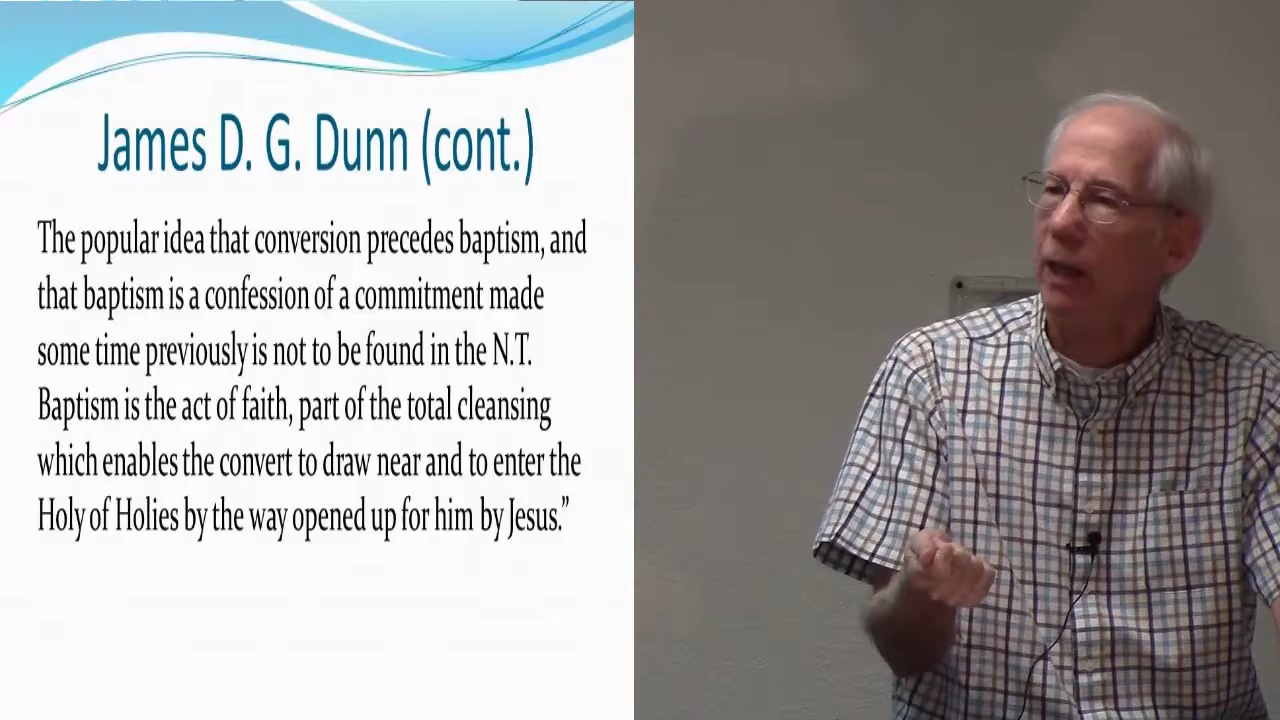 James D. G. Dunn (cont.)
The popular idea that conversion precedes baptism, and
that baptism is a confession of a commitment made
some time previously is not to be found in the N.T.
Baptism is the act of faith, part of the total cleansing
which enables the convert to draw near and to enter the
Holy of Holies by the way opened up for him by Jesus.”